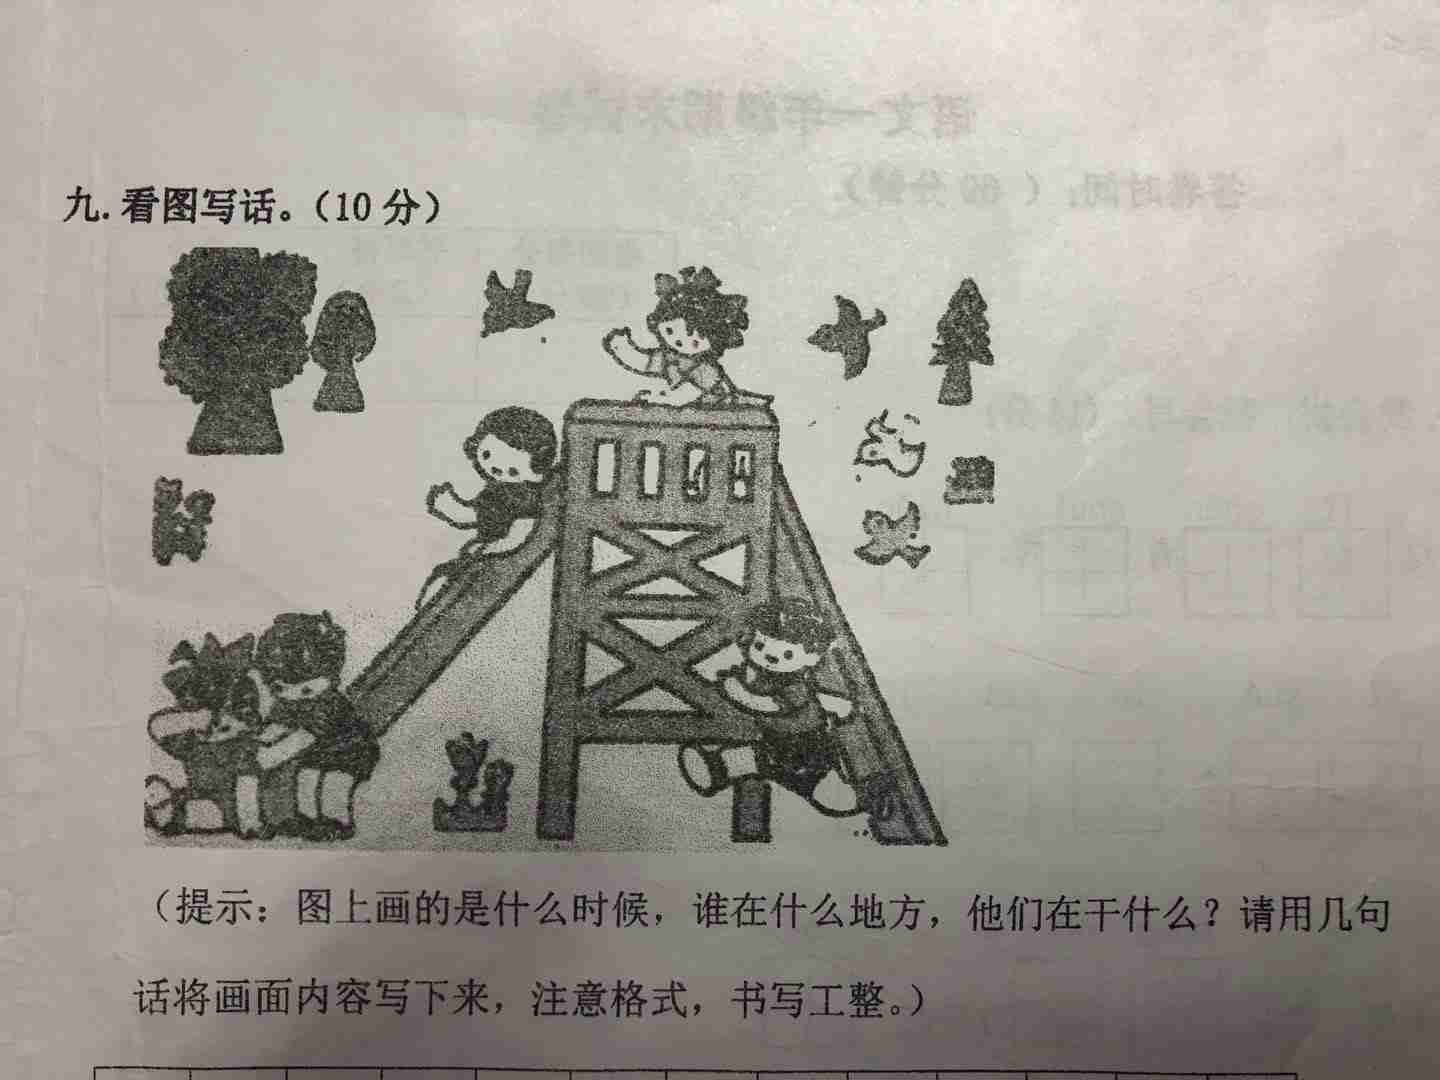 九.看图写话。（10 分）
（提示：图上画的是什么时候，谁在什么地方，他们在干什么？请用几句
话将画面内容写下来，注意格式，书写工整。）